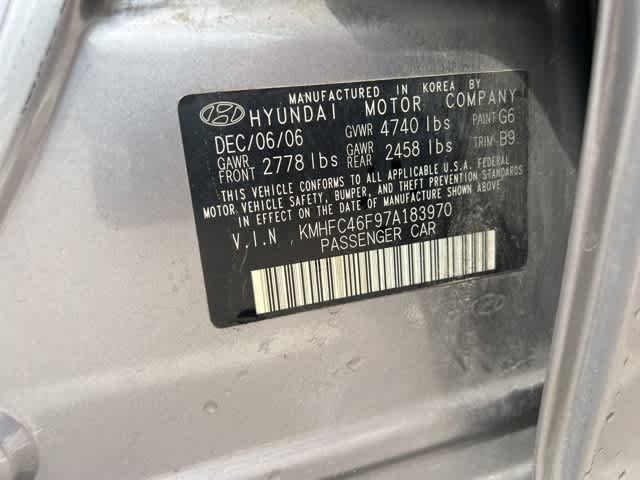 MANUFACTURED IN KOREA BY
HYUNDAI MOTOR COMPANY
DEC/06/06 GVWR 4740 lbs PAINT G6
GAWR FRONT 2778 lbs GAWR REAR 2458 lbs TRIM B9
THIS VEHICLE CONFORMS TO ALL APPLICABLE U.S.A. FEDERAL
MOTOR VEHICLE SAFETY, BUMPER, AND THEFT PREVENTION STANDARDS
IN EFFECT ON THE DATE OF MANUFACTURE SHOWN ABOVE.
V.I.N KMHFC46F97A183970
PASSENGER CAR